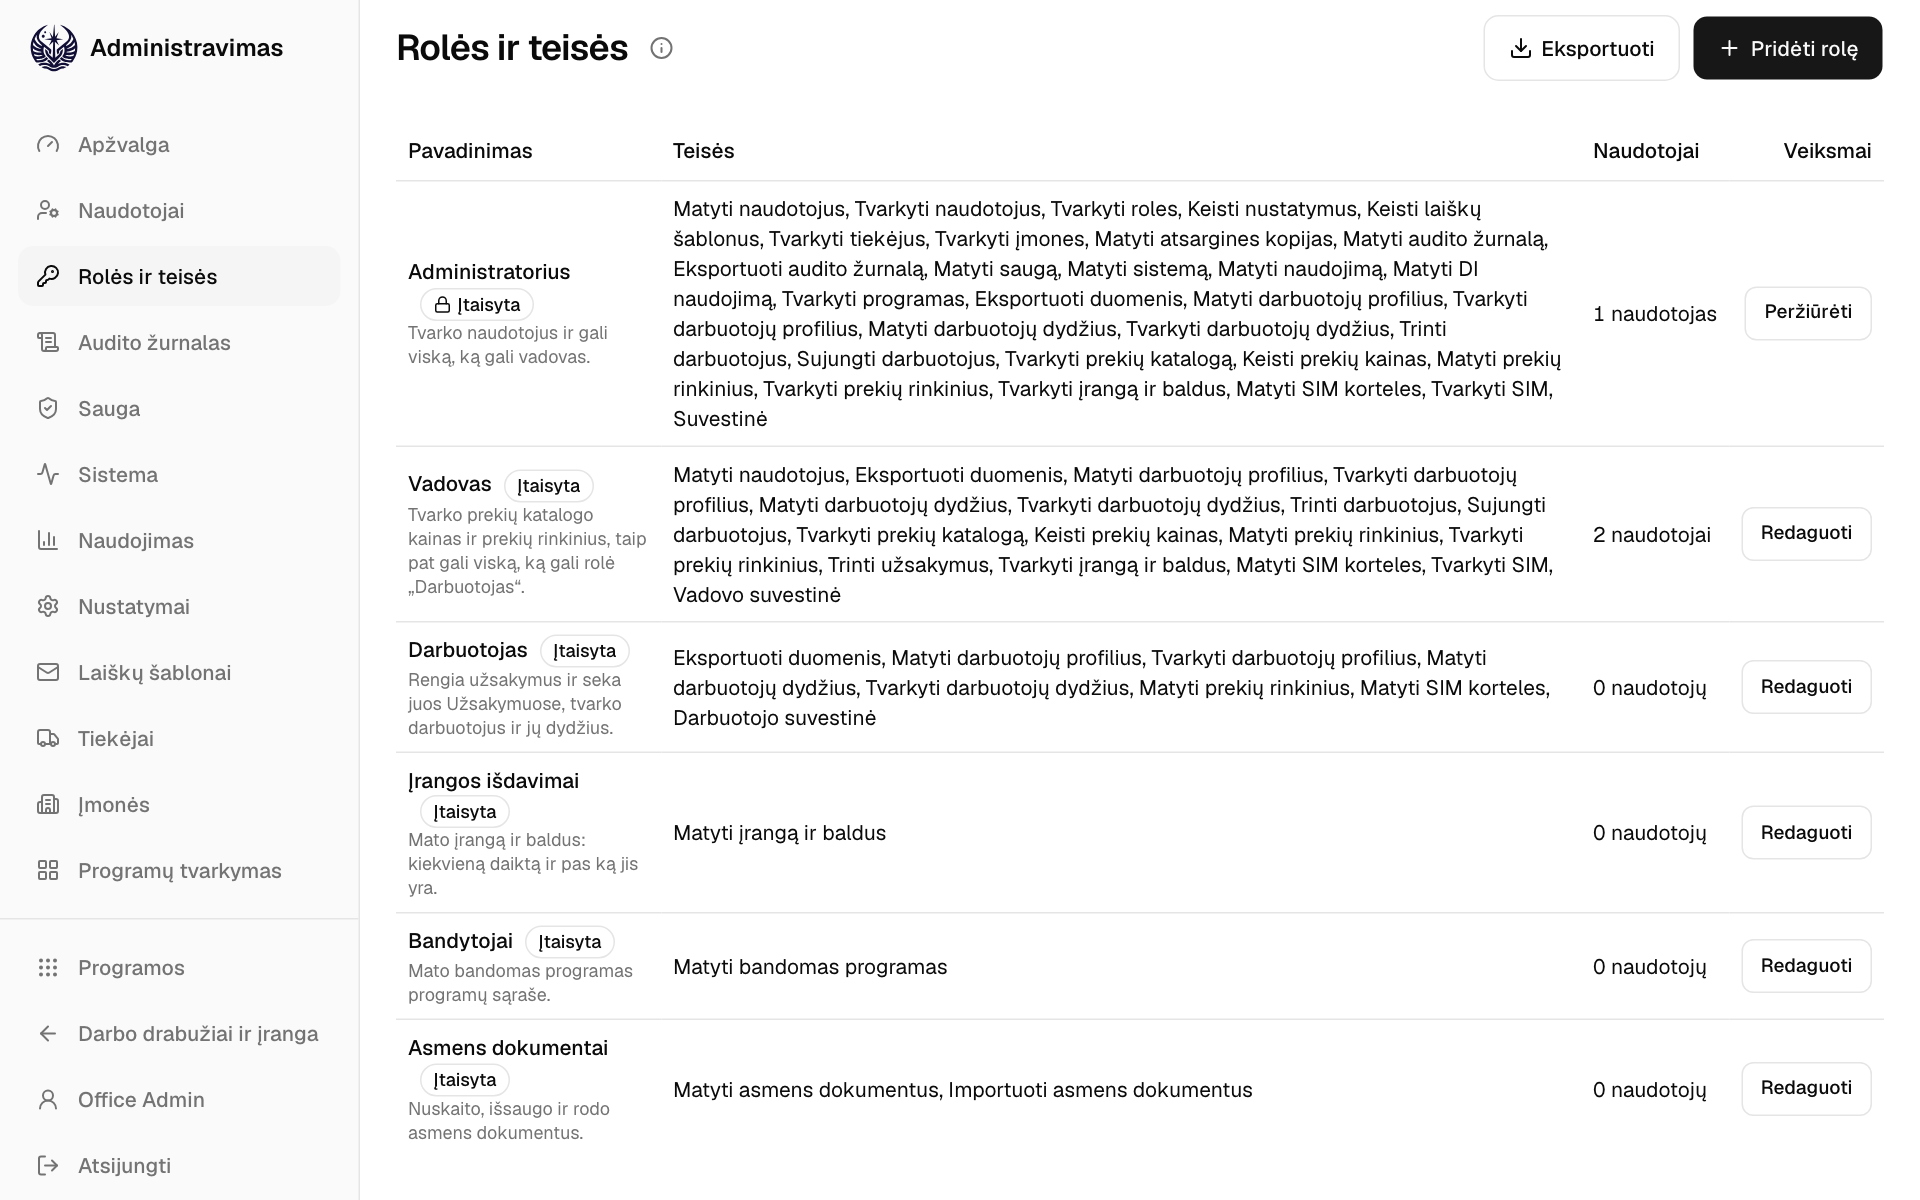 Administravimas
Apžvalga
Naudotojai
Rolės ir teisės
Audito žurnalas
Sauga
Sistema
Naudojimas
Nustatymai
Laiškų šablonai
Tiekėjai
Įmonės
Programų tvarkymas
Programos
Darbo drabužiai ir įranga
Office Admin
Atsijungti
Rolės ir teisės
Eksportuoti
Pridėti rolę
Pavadinimas
Teisės
Naudotojai
Veiksmai
Administratorius
Įtaisyta
Tvarko naudotojus ir gali
viską, ką gali vadovas.
Matyti naudotojus, Tvarkyti naudotojus, Tvarkyti roles, Keisti nustatymus, Keisti laiškų
šablonus, Tvarkyti tiekėjus, Tvarkyti įmones, Matyti atsargines kopijas, Matyti audito žurnalą,
Eksportuoti audito žurnalą, Matyti saugą, Matyti sistemą, Matyti naudojimą, Matyti DI
naudojimą, Tvarkyti programas, Eksportuoti duomenis, Matyti darbuotojų profilius, Tvarkyti
darbuotojų profilius, Matyti darbuotojų dydžius, Tvarkyti darbuotojų dydžius, Trinti
darbuotojus, Sujungti darbuotojus, Tvarkyti prekių katalogą, Keisti prekių kainas, Matyti prekių
rinkinius, Tvarkyti prekių rinkinius, Tvarkyti įrangą ir baldus, Matyti SIM korteles, Tvarkyti SIM,
Suvestinė
1 naudotojas
Peržiūrėti
Vadovas
Įtaisyta
Tvarko prekių katalogo
kainas ir prekių rinkinius, taip
pat gali viską, ką gali rolė
„Darbuotojas“.
Matyti naudotojus, Eksportuoti duomenis, Matyti darbuotojų profilius, Tvarkyti darbuotojų
profilius, Matyti darbuotojų dydžius, Tvarkyti darbuotojų dydžius, Trinti darbuotojus, Sujungti
darbuotojus, Tvarkyti prekių katalogą, Keisti prekių kainas, Matyti prekių rinkinius, Tvarkyti
prekių rinkinius, Trinti užsakymus, Tvarkyti įrangą ir baldus, Matyti SIM korteles, Tvarkyti SIM,
Vadovo suvestinė
2 naudotojai
Redaguoti
Darbuotojas
Įtaisyta
Rengia užsakymus ir seka
juos Užsakymuose, tvarko
darbuotojus ir jų dydžius.
Eksportuoti duomenis, Matyti darbuotojų profilius, Tvarkyti darbuotojų profilius, Matyti
darbuotojų dydžius, Tvarkyti darbuotojų dydžius, Matyti prekių rinkinius, Matyti SIM korteles,
Darbuotojo suvestinė
0 naudotojų
Redaguoti
Įrangos išdavimai
Įtaisyta
Mato įrangą ir baldus:
kiekvieną daiktą ir pas ką jis
yra.
Matyti įrangą ir baldus
0 naudotojų
Redaguoti
Bandytojai
Įtaisyta
Mato bandomas programas
programų sąraše.
Matyti bandomas programas
0 naudotojų
Redaguoti
Asmens dokumentai
Įtaisyta
Nuskaito, išsaugo ir rodo
asmens dokumentus.
Matyti asmens dokumentus, Importuoti asmens dokumentus
0 naudotojų
Redaguoti